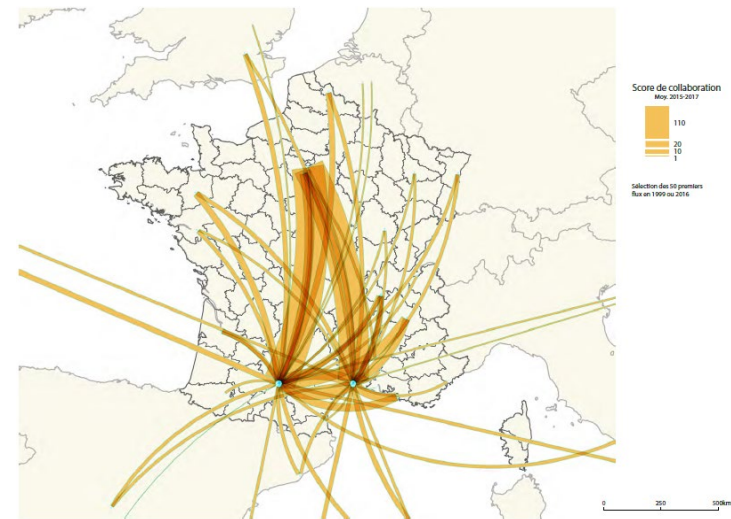 Score de collaboration
Moy. 2015-2017
110
20
10
1
Sélection des 50 premiers
flux en 1999 ou 2016
0 250 500km